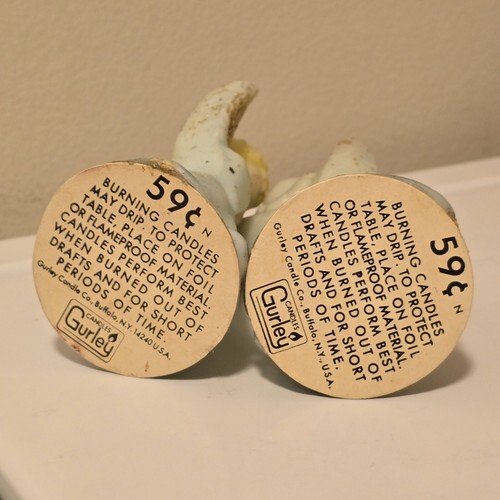 59¢ N
BURNING CANDLES
MAY DRIP. TO PROTECT
TABLE, PLACE ON FOIL
OR FLAMEPROOF MATERIAL.
CANDLES PERFORM BEST
WHEN BURNED OUT OF
DRAFTS AND FOR SHORT
PERIODS OF TIME.
Gurley Candle Co., Buffalo, N.Y. 14240 U.S.A.
CANDLES
Gurley
59¢ N
BURNING CANDLES
MAY DRIP. TO PROTECT
TABLE, PLACE ON FOIL
OR FLAMEPROOF MATERIAL.
CANDLES PERFORM BEST
WHEN BURNED OUT OF
DRAFTS AND FOR SHORT
PERIODS OF TIME.
Gurley Candle Co., Buffalo, N.Y., U.S.A.
CANDLES
Gurley